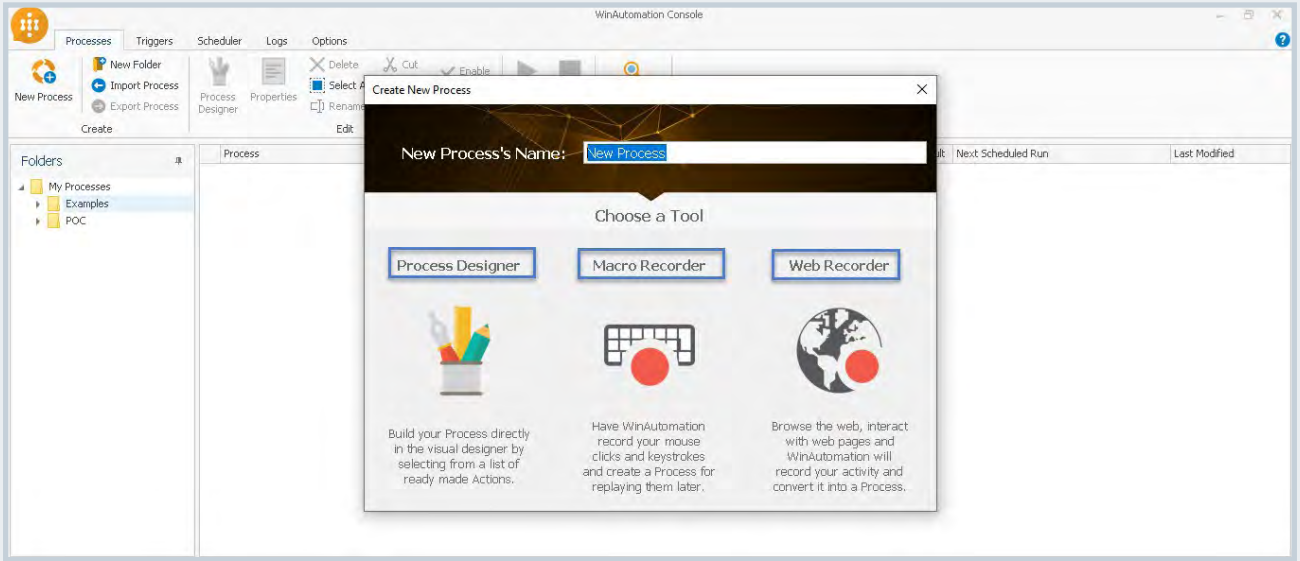 WinAutomation Console
Processes Triggers Scheduler Logs Options
New Process
New Folder
Import Process
Export Process
Create
Process Designer
Properties
Delete
Select A
Rename
Edit
Cut
Enable
Folders
My Processes
Examples
POC
Process
Next Scheduled Run
Last Modified
Create New Process
New Process's Name: New Process
Choose a Tool
Process Designer
Build your Process directly
in the visual designer by
selecting from a list of
ready made Actions.
Macro Recorder
Have WinAutomation
record your mouse
clicks and keystrokes
and create a Process for
replaying them later.
Web Recorder
Browse the web, interact
with web pages and
WinAutomation will
record your activity and
convert it into a Process.